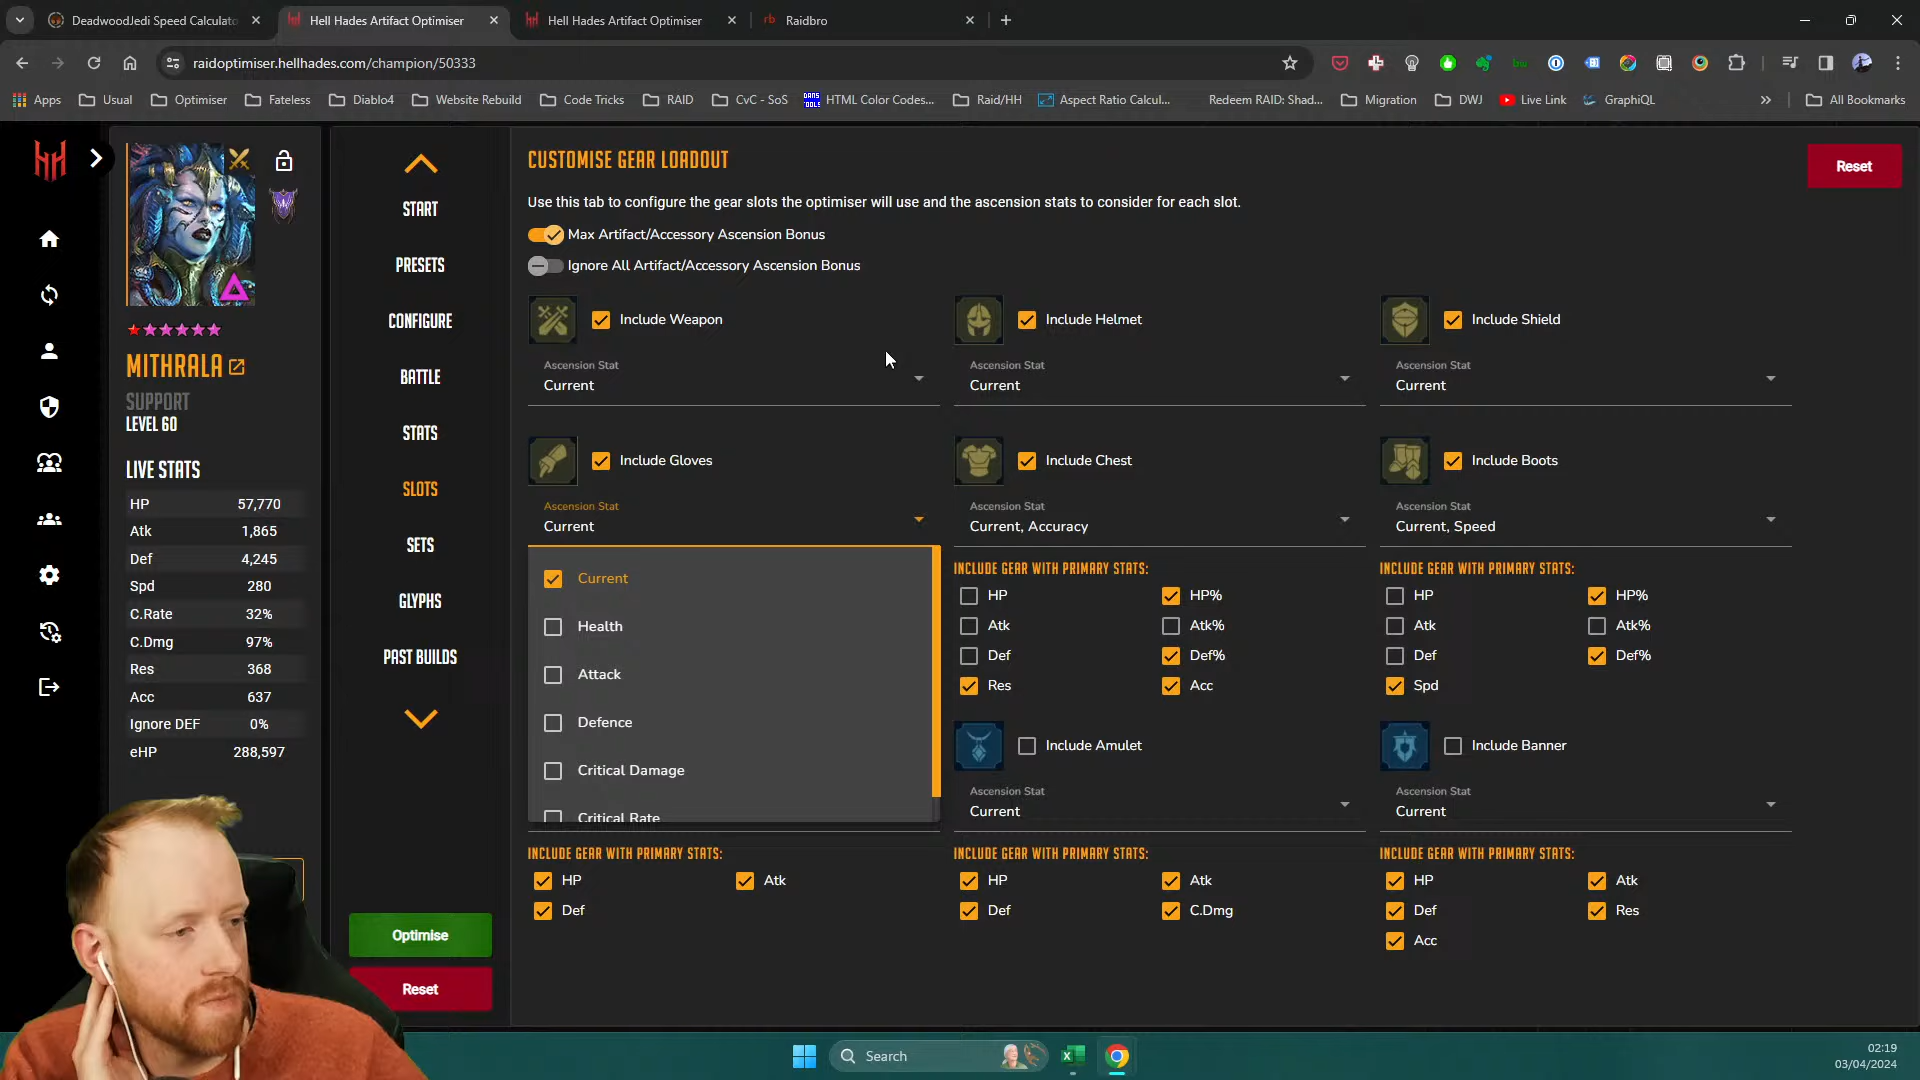 DeadwoodJedi Speed Calculato
Hell Hades Artifact Optimiser
Hell Hades Artifact Optimiser
Raidbro
raidoptimiser.hellhades.com/champion/50333
Apps
Usual
Optimiser
Fateless
Diablo4
Website Rebuild
Code Tricks
RAID
CvC - SoS
HTML Color Codes...
Raid/HH
Aspect Ratio Calcul...
Redeem RAID: Shad...
Migration
DWJ
Live Link
GraphiQL
All Bookmarks
MITHRALA
SUPPORT
LEVEL 60
LIVE STATS
HP 57,770
Atk 1,865
Def 4,245
Spd 280
C.Rate 32%
C.Dmg 97%
Res 368
Acc 637
Ignore DEF 0%
eHP 288,597
START
PRESETS
CONFIGURE
BATTLE
STATS
SLOTS
SETS
GLYPHS
PAST BUILDS
Optimise
Reset
CUSTOMISE GEAR LOADOUT
Reset
Use this tab to configure the gear slots the optimiser will use and the ascension stats to consider for each slot.
Max Artifact/Accessory Ascension Bonus
Ignore All Artifact/Accessory Ascension Bonus
Include Weapon
Ascension Stat
Current
Include Helmet
Ascension Stat
Current
Include Shield
Ascension Stat
Current
Include Gloves
Ascension Stat
Current
Current
Health
Attack
Defence
Critical Damage
Critical Rate
Include Chest
Ascension Stat
Current, Accuracy
INCLUDE GEAR WITH PRIMARY STATS:
HP HP%
Atk Atk%
Def Def%
Res Acc
Include Boots
Ascension Stat
Current, Speed
INCLUDE GEAR WITH PRIMARY STATS:
HP HP%
Atk Atk%
Def Def%
Spd
INCLUDE GEAR WITH PRIMARY STATS:
HP Atk
Def
Include Amulet
Ascension Stat
Current
INCLUDE GEAR WITH PRIMARY STATS:
HP Atk
Def C.Dmg
Include Banner
Ascension Stat
Current
INCLUDE GEAR WITH PRIMARY STATS:
HP Atk
Def Res
Acc
Search
02:19
03/04/2024